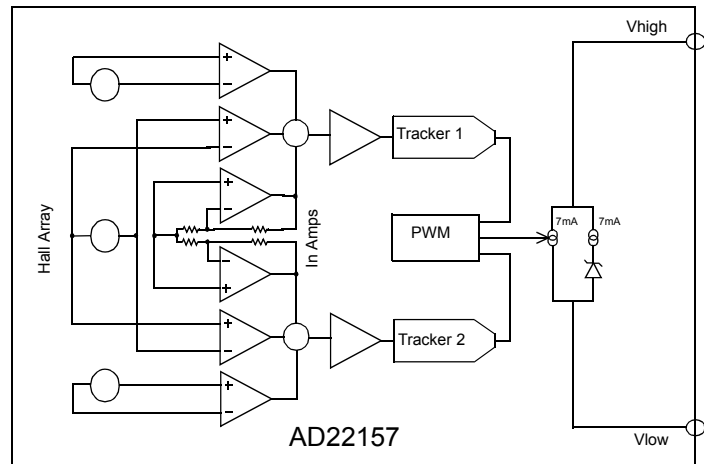 Vhigh
Tracker 1
7mA
7mA
Hall Array
In Amps
PWM
Tracker 2
AD22157
Vlow